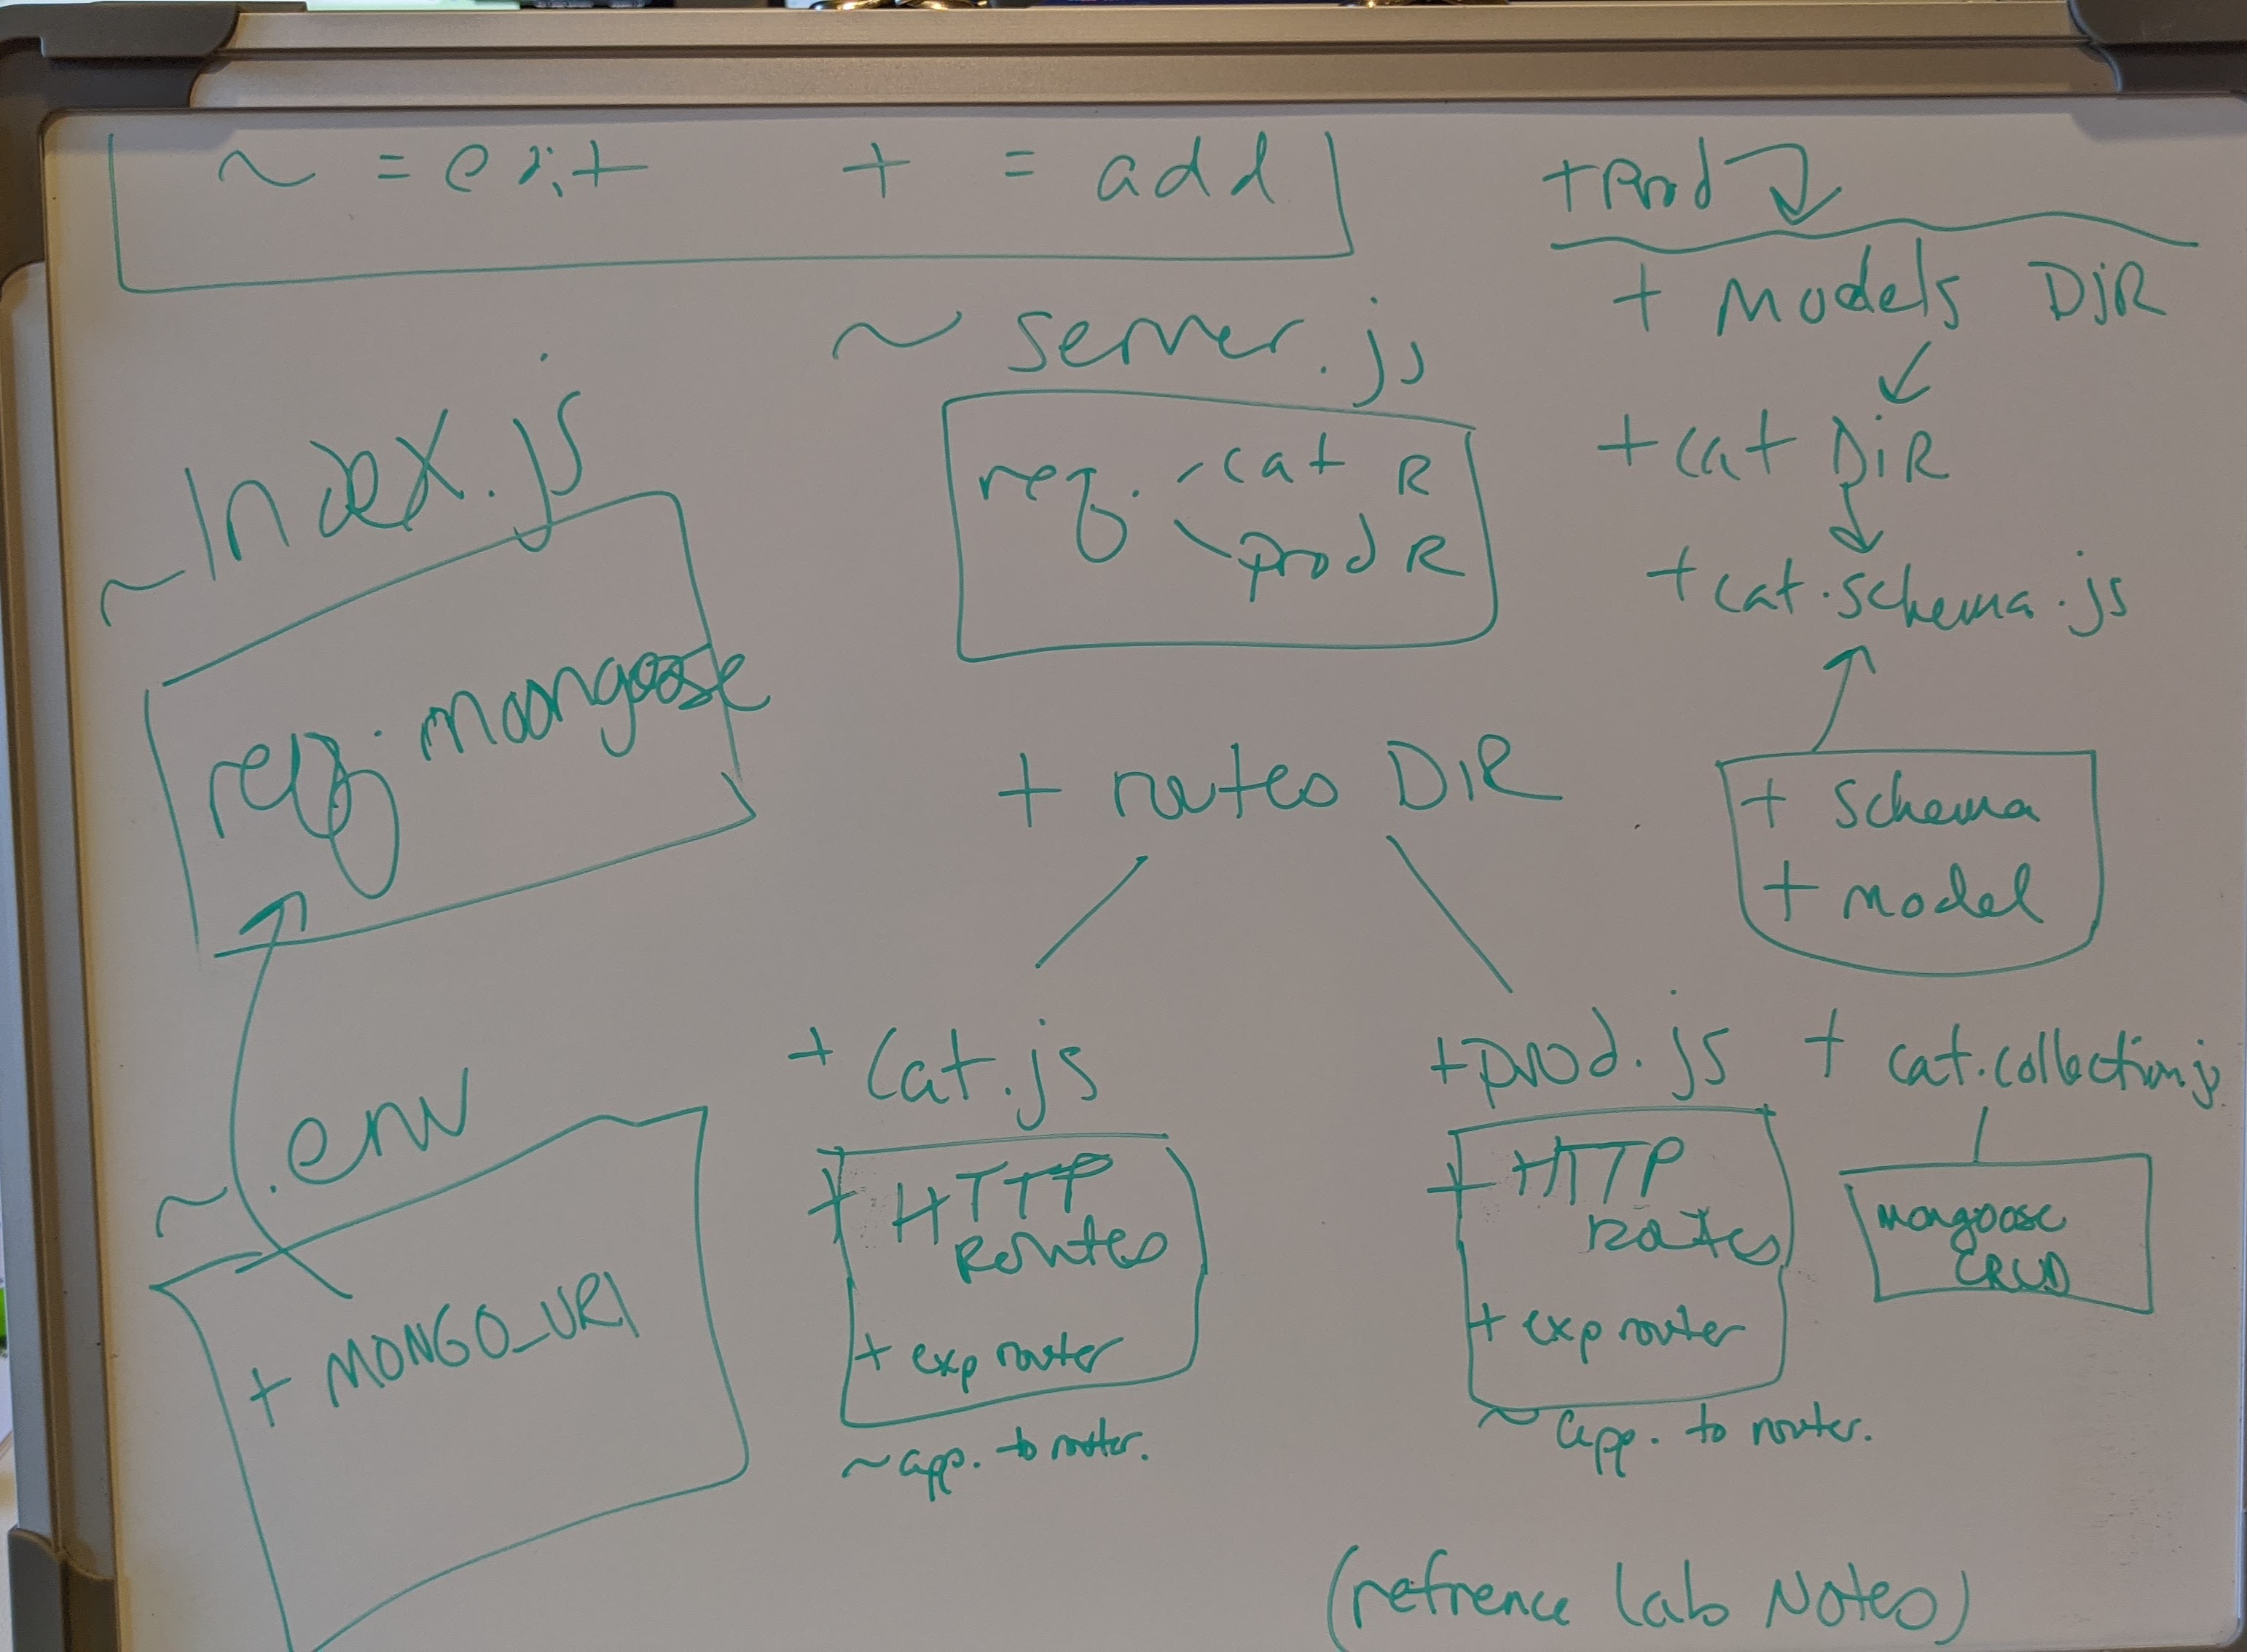 ~ = exit + = add
+ Prod
+ Models DiR
+ cat DiR
+ cat.schema.js
+ schema
+ model
~ server.js
req. - cat R
prod R
~ Index.js
req. moongoose
+ routes DIR
+ Cat.js
+ HTTP
Routes
+ exp router
~ app. to router.
+ prod.js
+ HTTP
Routes
+ exp router
~ app. to router.
+ cat.collection.js
mongoose
CRUD
~ .env
+ MONGO_URI
(refrence lab Notes)